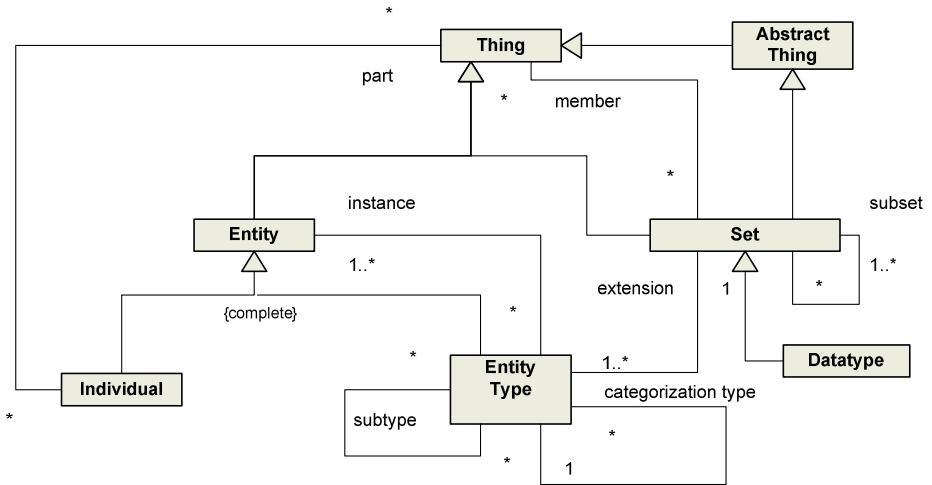 *
Thing
Abstract
Thing
part
*
member
*
instance
subset
Entity
Set
1..*
1..*
extension
1
*
{complete}
*
*
Entity
Type
1..*
Datatype
Individual
categorization type
*
subtype
*
*
1